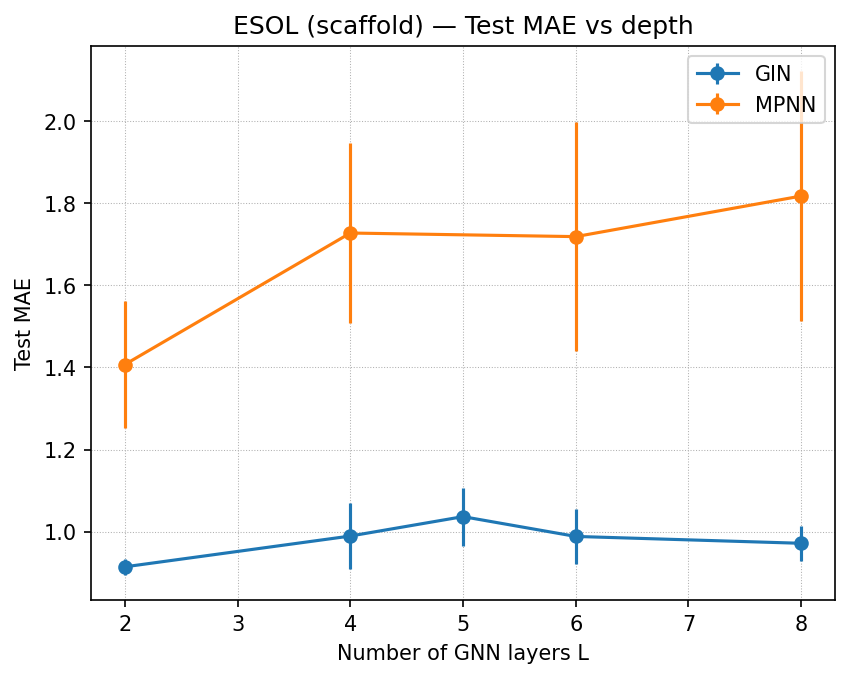 ESOL (scaffold) — Test MAE vs depth
GIN
MPNN
2.0
1.8
1.6
1.4
1.2
1.0
Test MAE
2 3 4 5 6 7 8
Number of GNN layers L